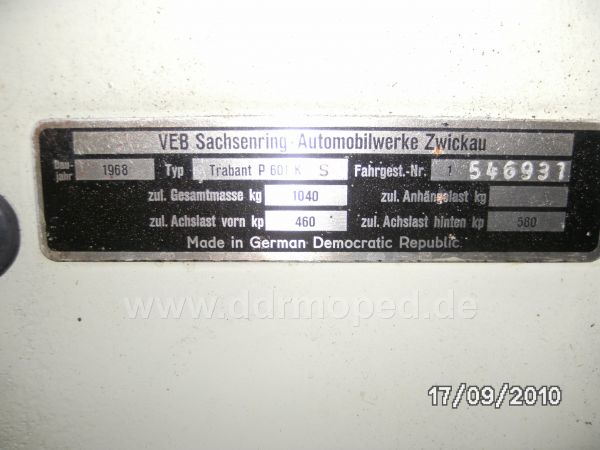 VEB Sachsenring-Automobilwerke Zwickau
Baujahr 1968 Typ Trabant P 601 K S Fahrgest.-Nr. 1 546931
zul. Gesamtmasse kg 1040 zul. Anhängelast kg
zul. Achslast vorn kp 460 zul. Achslast hinten kp 580
Made in German Democratic Republic
www.ddrmoped.de
17/09/2010